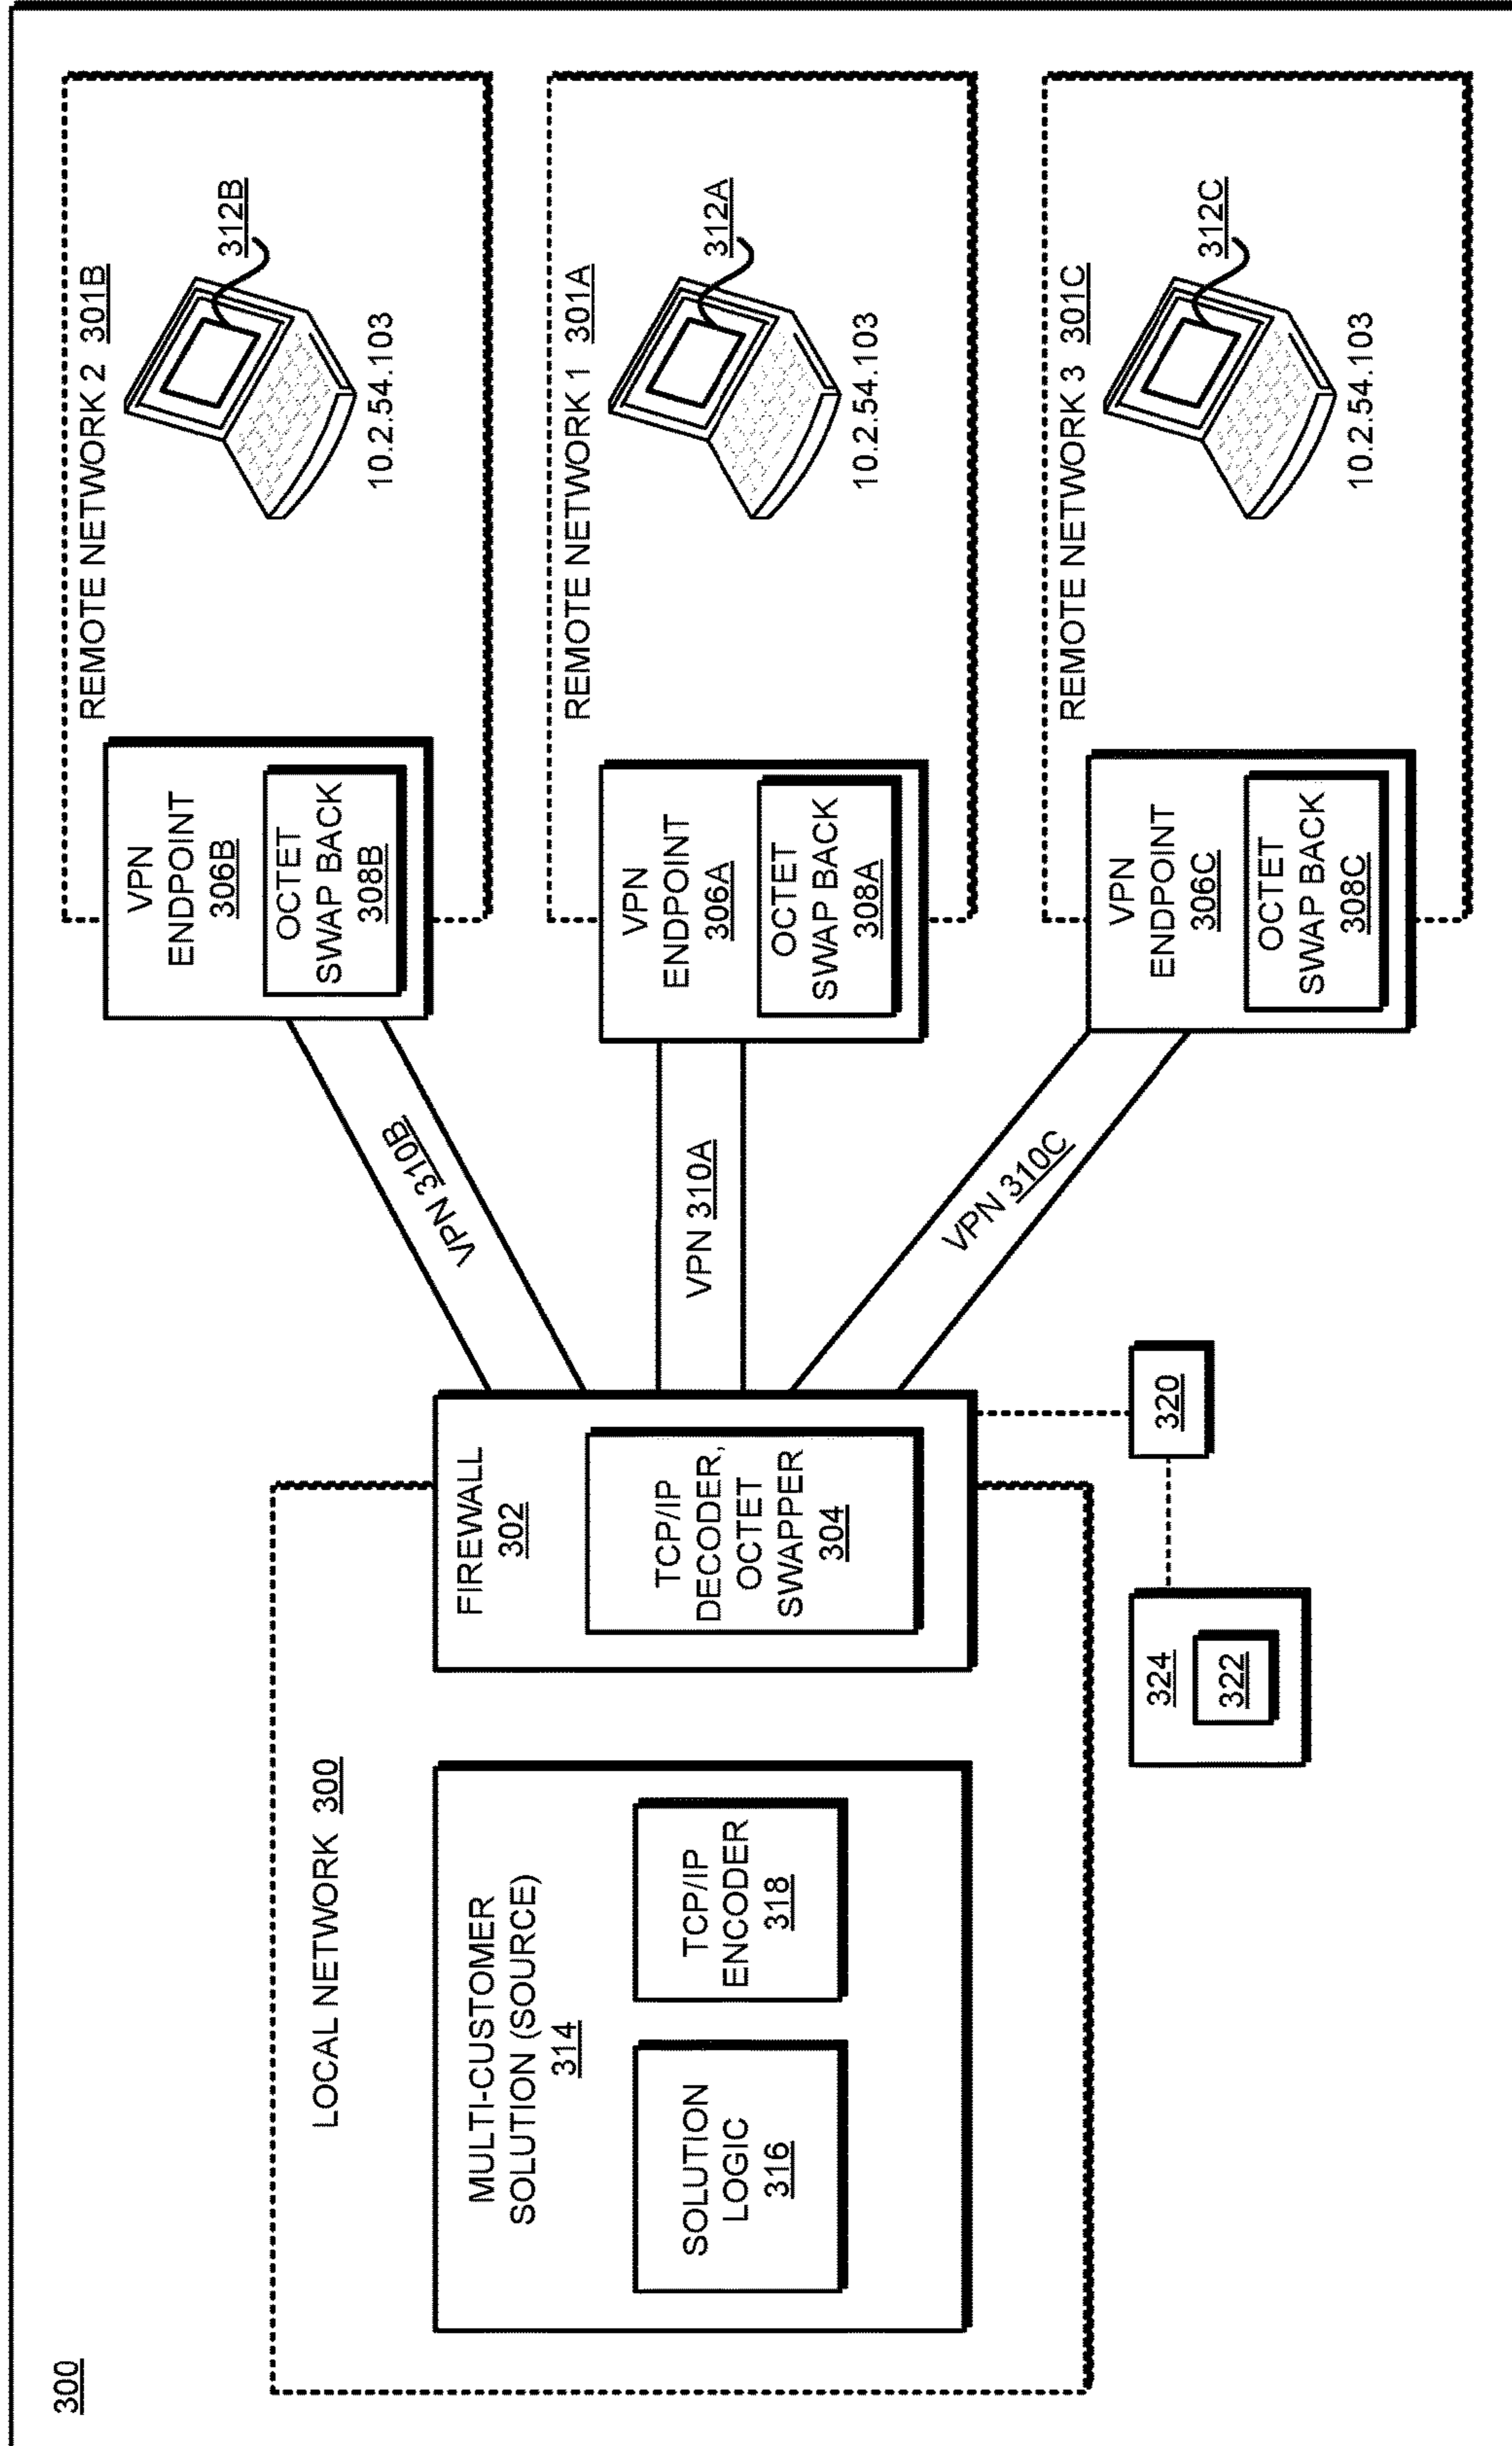 300
LOCAL NETWORK 300
MULTI-CUSTOMER
SOLUTION (SOURCE)
314
SOLUTION
LOGIC
316
TCP/IP
ENCODER
318
FIREWALL
302
TCP/IP
DECODER,
OCTET
SWAPPER
304
324
322
320
VPN 310B
VPN 310A
VPN 310C
REMOTE NETWORK 2 301B
VPN
ENDPOINT
306B
OCTET
SWAP BACK
308B
312B
10.2.54.103
REMOTE NETWORK 1 301A
VPN
ENDPOINT
306A
OCTET
SWAP BACK
308A
312A
10.2.54.103
REMOTE NETWORK 3 301C
VPN
ENDPOINT
306C
OCTET
SWAP BACK
308C
312C
10.2.54.103